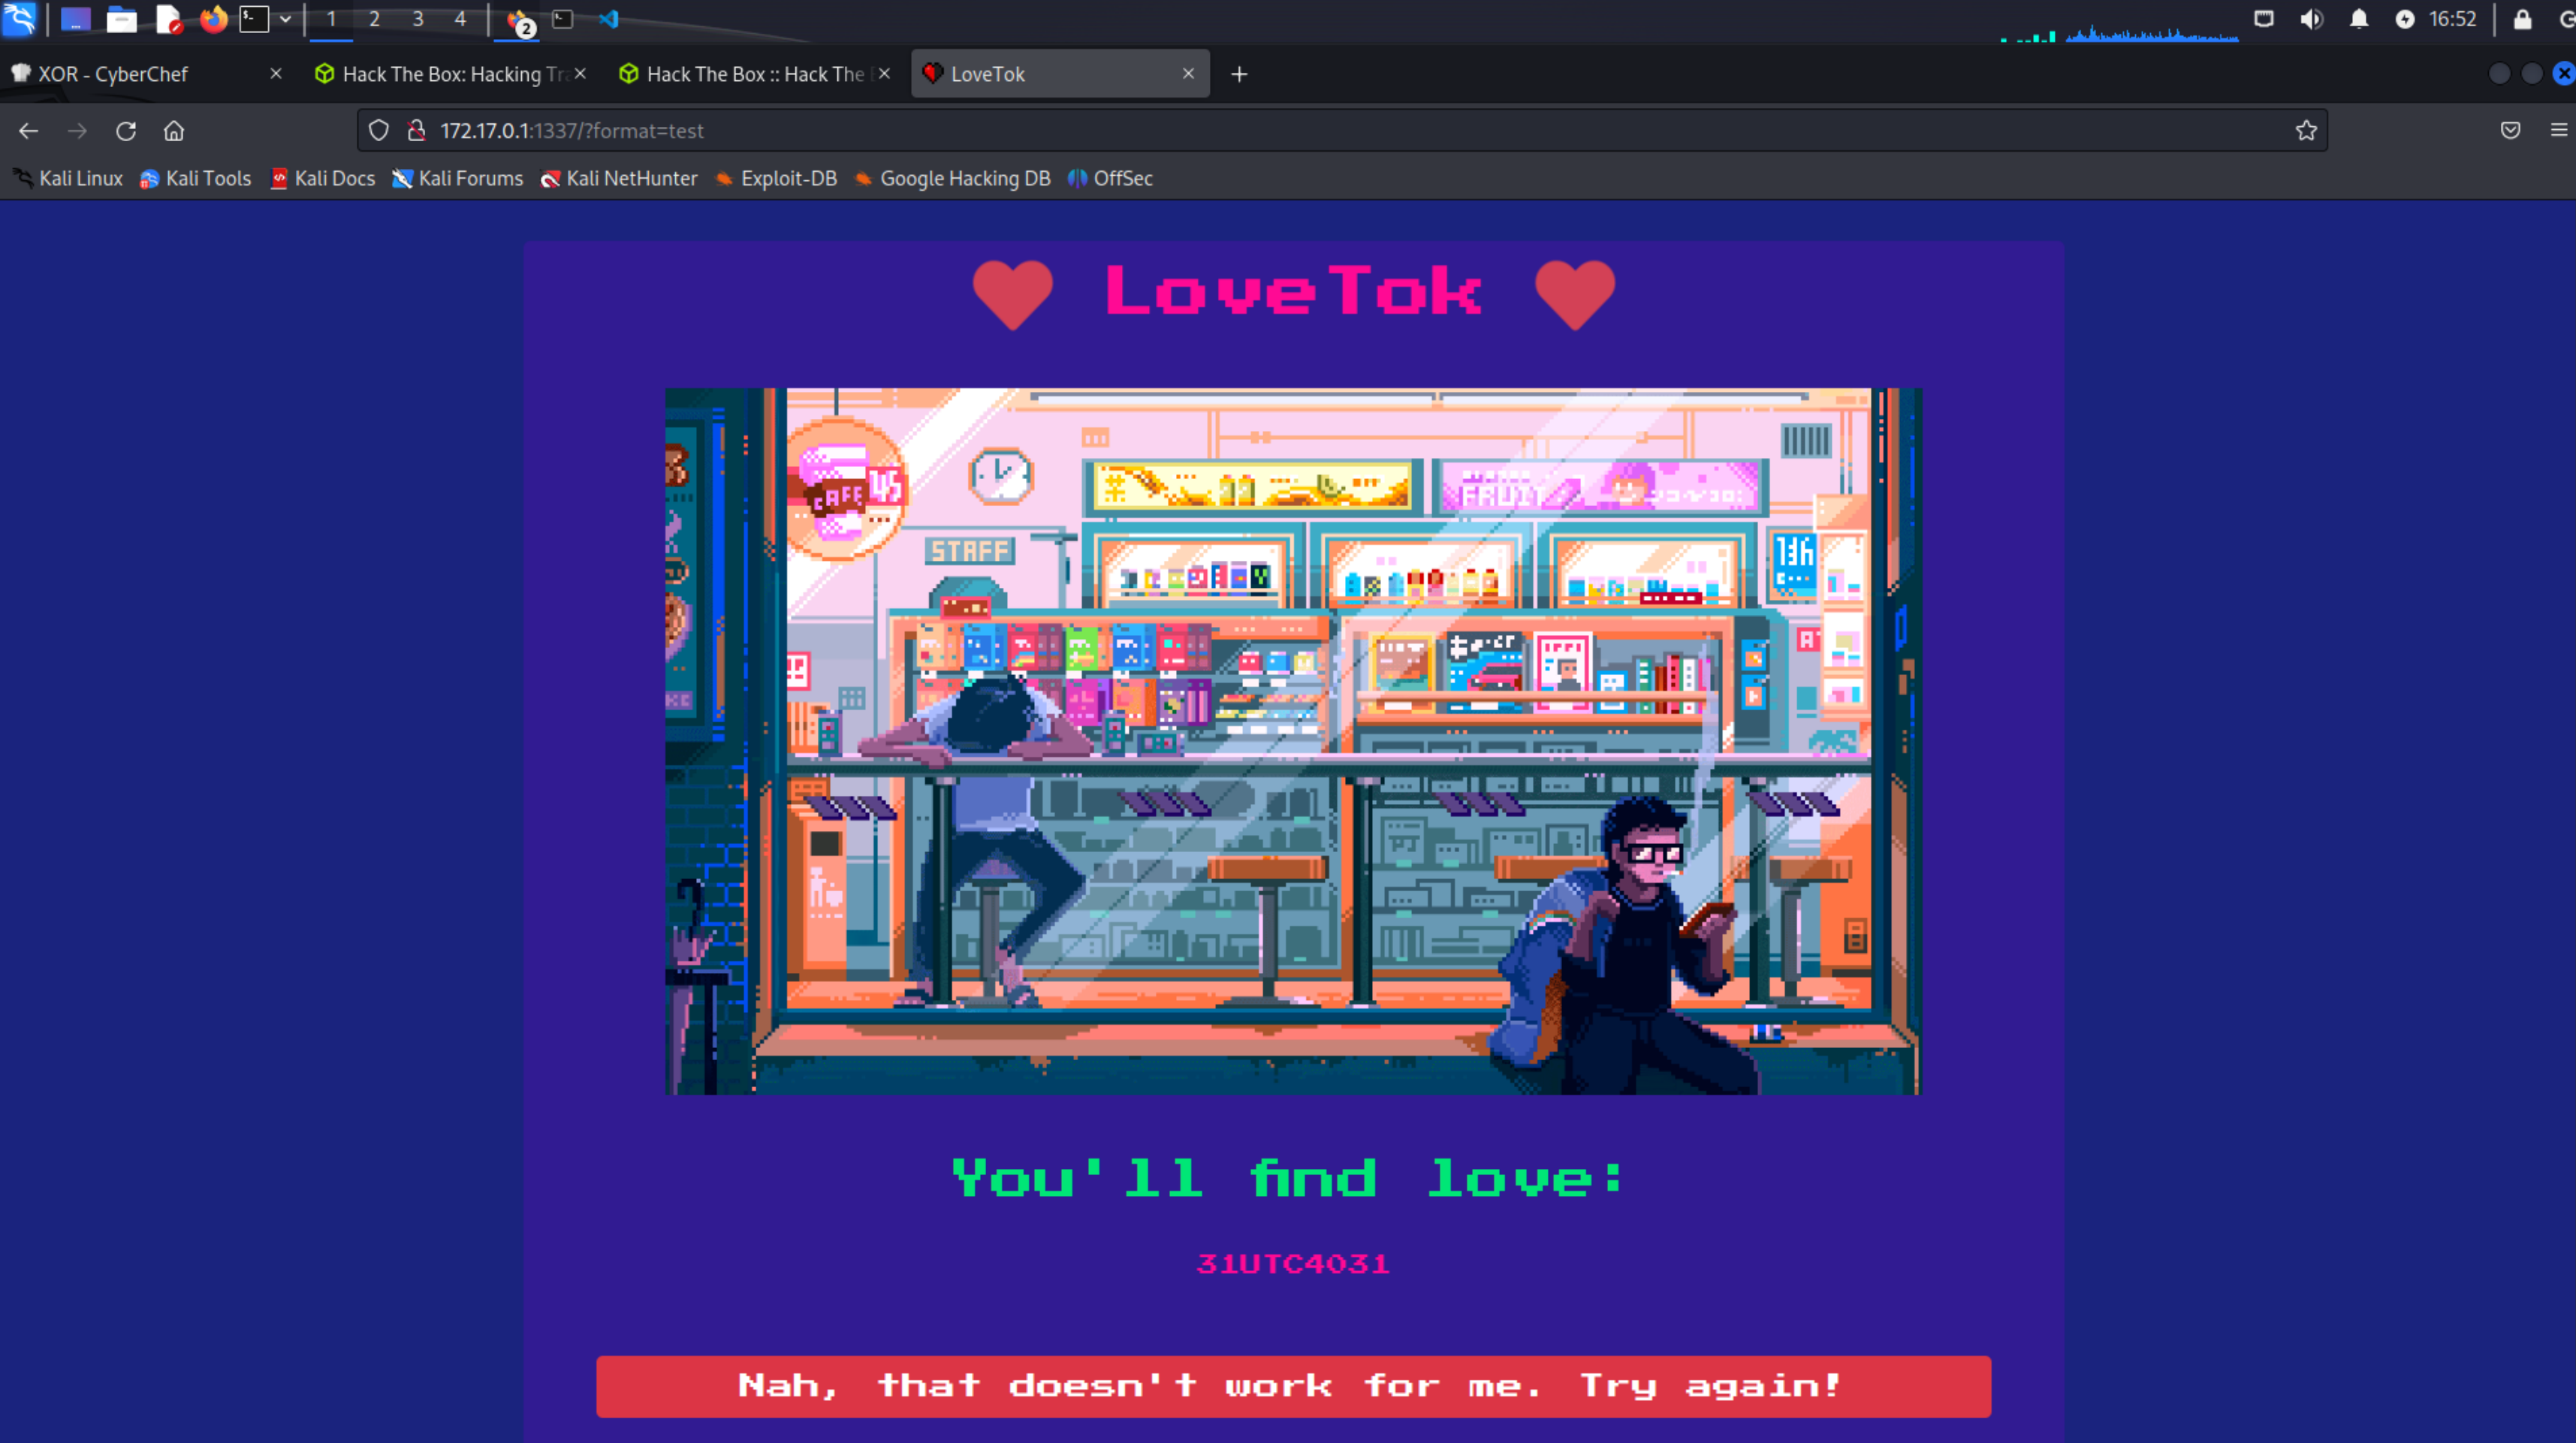 1 2 3 4 2 16:52
XOR - CyberChef
Hack The Box: Hacking Tr
Hack The Box :: Hack The
LoveTok
172.17.0.1:1337/?format=test
Kali Linux Kali Tools Kali Docs Kali Forums Kali NetHunter Exploit-DB Google Hacking DB OffSec
LoveTok
CAFE 45
FRUIT
STAFF
You'll find love:
31UTC4031
Nah, that doesn't work for me. Try again!